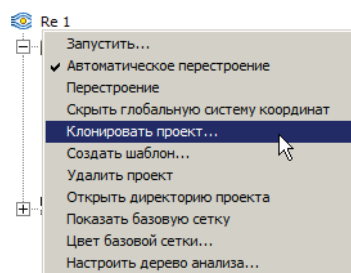 Re 1
Запустить...
Автоматическое перестроение
Перестроение
Скрыть глобальную систему координат
Клонировать проект...
Создать шаблон...
Удалить проект
Открыть директорию проекта
Показать базовую сетку
Цвет базовой сетки...
Настроить дерево анализа...